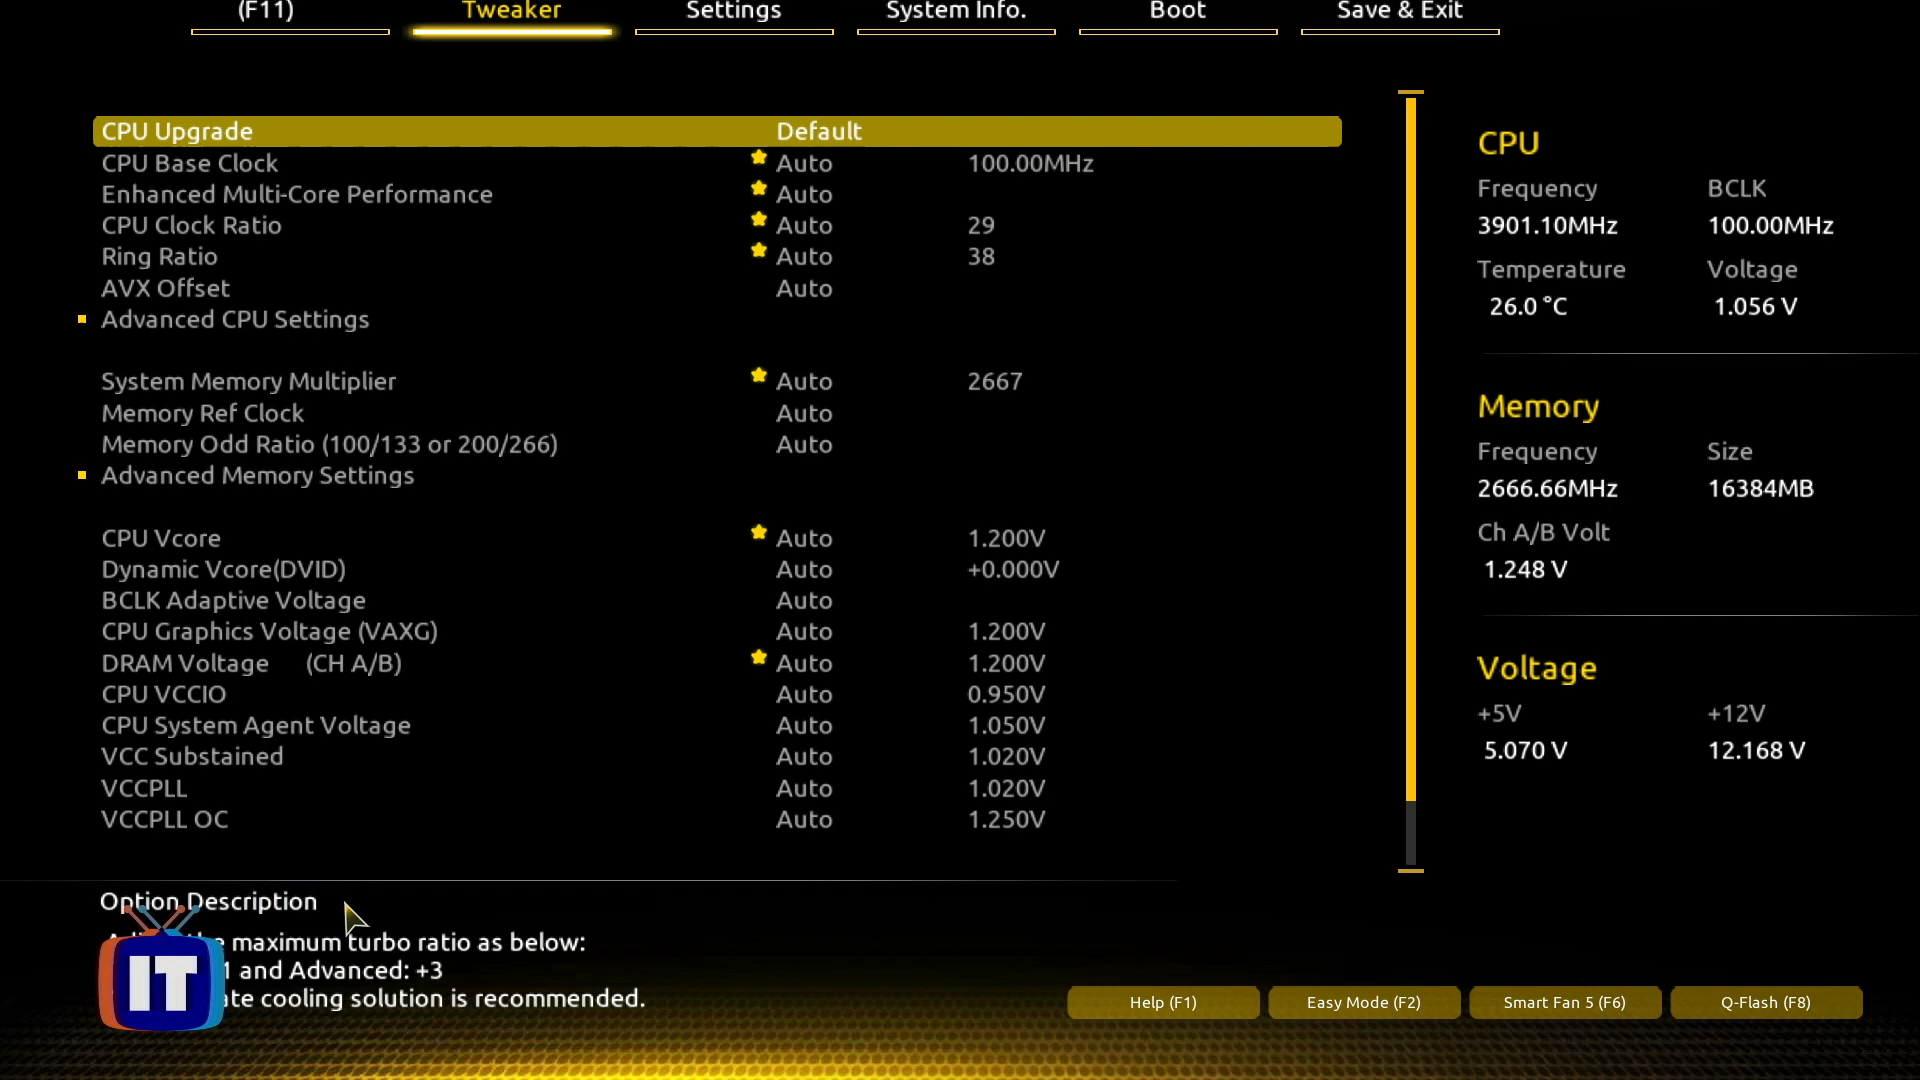 (F11) Tweaker Settings System Info. Boot Save & Exit
CPU Upgrade Default
CPU Base Clock Auto 100.00MHz
Enhanced Multi-Core Performance Auto
CPU Clock Ratio Auto 29
Ring Ratio Auto 38
AVX Offset Auto
Advanced CPU Settings
System Memory Multiplier Auto 2667
Memory Ref Clock Auto
Memory Odd Ratio (100/133 or 200/266) Auto
Advanced Memory Settings
CPU Vcore Auto 1.200V
Dynamic Vcore(DVID) Auto +0.000V
BCLK Adaptive Voltage Auto
CPU Graphics Voltage (VAXG) Auto 1.200V
DRAM Voltage (CH A/B) Auto 1.200V
CPU VCCIO Auto 0.950V
CPU System Agent Voltage Auto 1.050V
VCC Substained Auto 1.020V
VCCPLL Auto 1.020V
VCCPLL OC Auto 1.250V
CPU
Frequency BCLK
3901.10MHz 100.00MHz
Temperature Voltage
26.0 °C 1.056 V
Memory
Frequency Size
2666.66MHz 16384MB
Ch A/B Volt
1.248 V
Voltage
+5V +12V
5.070 V 12.168 V
Option Description
maximum turbo ratio as below:
and Advanced: +3
cooling solution is recommended.
IT
Help (F1) Easy Mode (F2) Smart Fan 5 (F6) Q-Flash (F8)